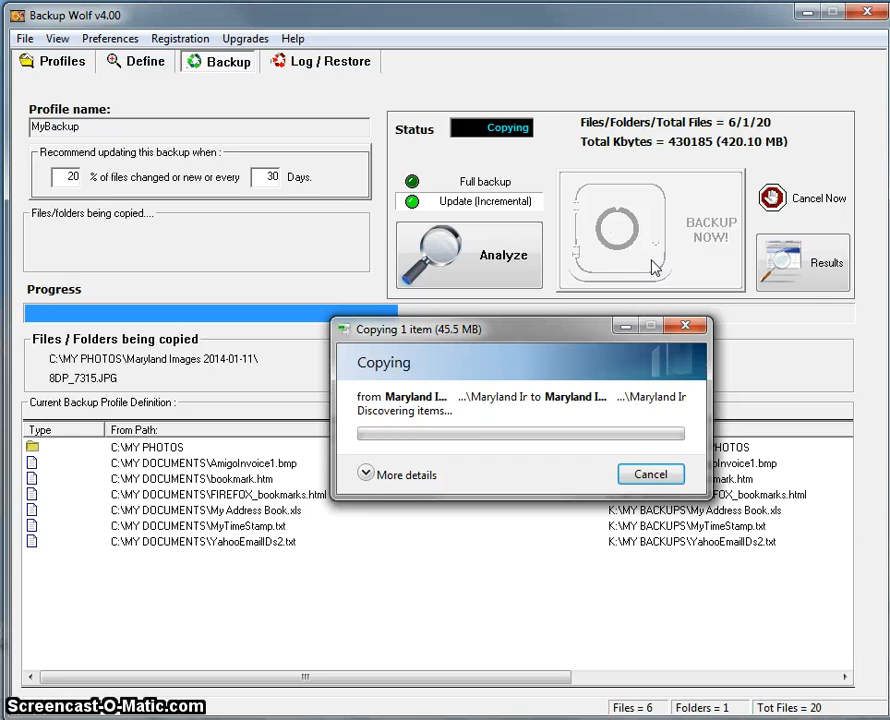 Backup Wolf v4.00
File View Preferences Registration Upgrades Help
Profiles Define Backup Log / Restore
Profile name:
MyBackup
Recommend updating this backup when :
20 % of files changed or new or every 30 Days.
Files/folders being copied....
Status Copying
Files/Folders/Total Files = 6/1/20
Total Kbytes = 430185 (420.10 MB)
Full backup
Update (Incremental)
Analyze
BACKUP
NOW!
Cancel Now
Results
Progress
Files / Folders being copied
C:\MY PHOTOS\Maryland Images 2014-01-11\
8DP_7315.JPG
Copying 1 item (45.5 MB)
Copying
from Maryland I... ...\Maryland Ir to Maryland I... ...\Maryland Ir
Discovering items...
More details
Cancel
Current Backup Profile Definition :
Type From Path:
C:\MY PHOTOS HOTOS
C:\MY DOCUMENTS\AmigoInvoice1.bmp nvoice1.bmp
C:\MY DOCUMENTS\bookmark.htm ark.htm
C:\MY DOCUMENTS\FIREFOX_bookmarks.html X_bookmarks.html
C:\MY DOCUMENTS\My Address Book.xls K:\MY BACKUPS\My Address Book.xls
C:\MY DOCUMENTS\MyTimeStamp.txt K:\MY BACKUPS\MyTimeStamp.txt
C:\MY DOCUMENTS\YahooEmailIDs2.txt K:\MY BACKUPS\YahooEmailIDs2.txt
Screencast-O-Matic.com
Files = 6 Folders = 1 Tot Files = 20